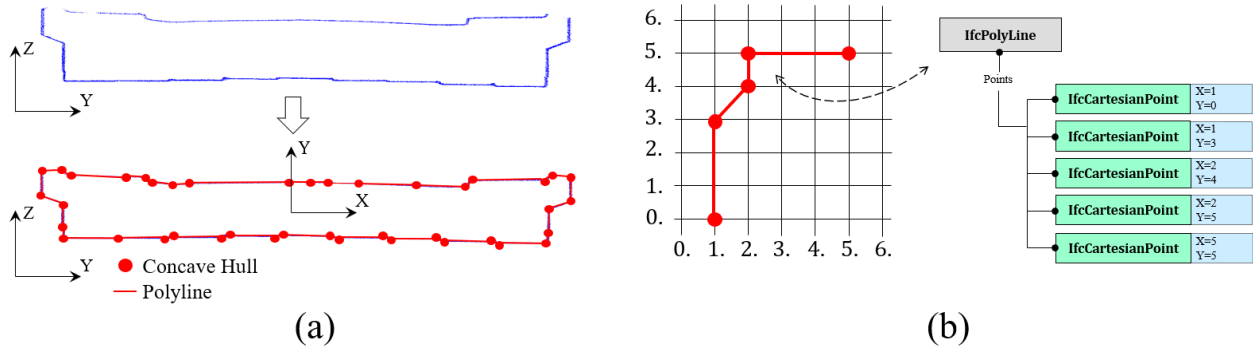 Z
Y
Y
X
Z
Y
Concave Hull
Polyline
(a)
6.
5.
4.
3.
2.
1.
0.
0. 1. 2. 3. 4. 5. 6.
IfcPolyLine
Points
IfcCartesianPoint X=1
Y=0
IfcCartesianPoint X=1
Y=3
IfcCartesianPoint X=2
Y=4
IfcCartesianPoint X=2
Y=5
IfcCartesianPoint X=5
Y=5
(b)